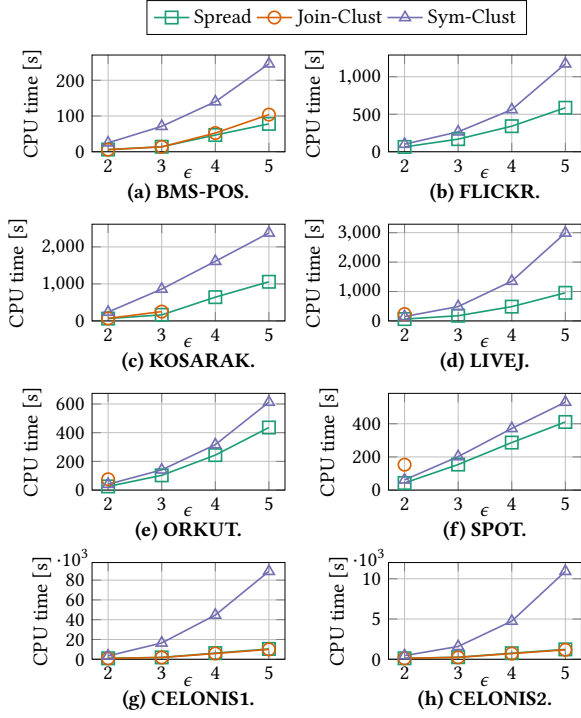 Spread Join-Clust Sym-Clust
CPU time [s]
200
100
0
2 3 4 5
ϵ
(a) BMS-POS.
CPU time [s]
1,000
500
0
2 3 4 5
ϵ
(b) FLICKR.
CPU time [s]
2,000
1,000
0
2 3 4 5
ϵ
(c) KOSARAK.
CPU time [s]
3,000
2,000
1,000
0
2 3 4 5
ϵ
(d) LIVEJ.
CPU time [s]
600
400
200
0
2 3 4 5
ϵ
(e) ORKUT.
CPU time [s]
400
200
0
2 3 4 5
ϵ
(f) SPOT.
CPU time [s]
·10³
80
60
40
20
0
2 3 4 5
ϵ
(g) CELONIS1.
CPU time [s]
·10³
10
5
0
2 3 4 5
ϵ
(h) CELONIS2.